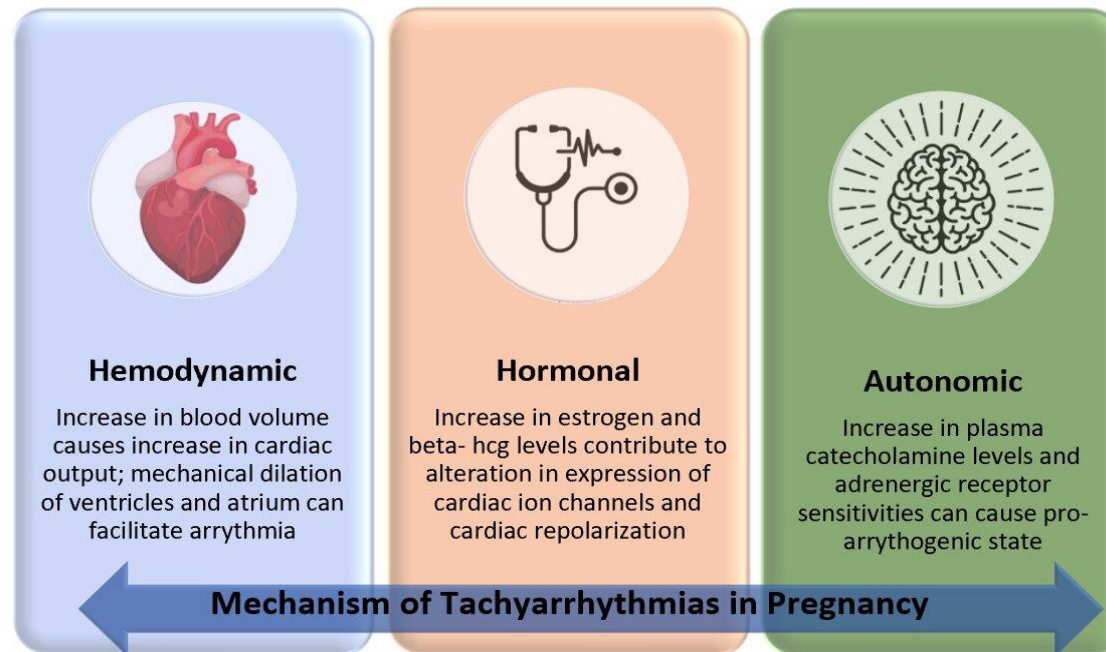 Hemodynamic
Increase in blood volume
causes increase in cardiac
output; mechanical dilation
of ventricles and atrium can
facilitate arrythmia
Hormonal
Increase in estrogen and
beta- hcg levels contribute to
alteration in expression of
cardiac ion channels and
cardiac repolarization
Autonomic
Increase in plasma
catecholamine levels and
adrenergic receptor
sensitivities can cause pro-
arrythogenic state
Mechanism of Tachyarrhythmias in Pregnancy